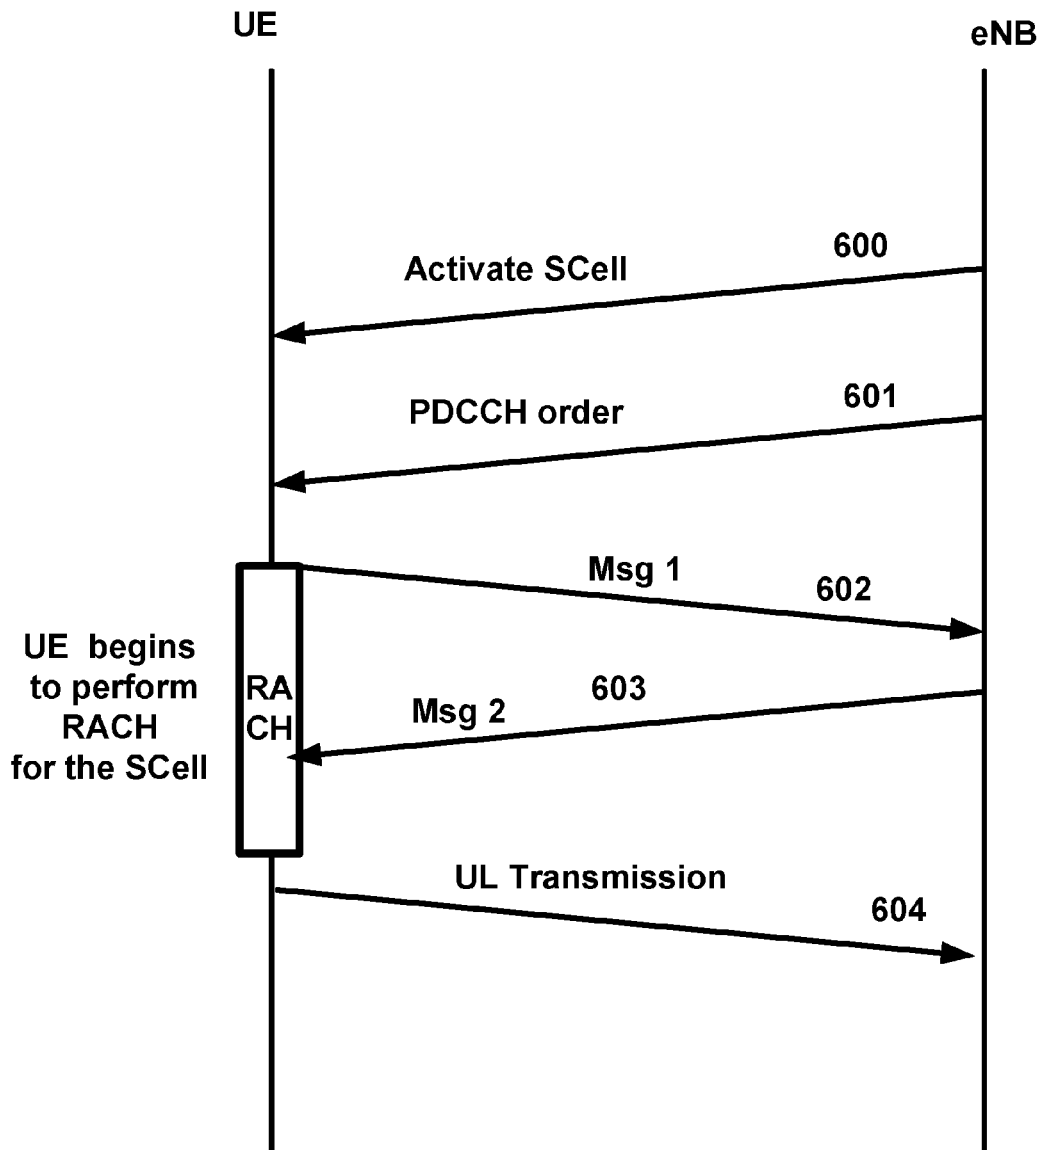 UE
eNB
600
Activate SCell
601
PDCCH order
Msg 1
602
UE begins
to perform
RACH
for the SCell
RA
CH
603
Msg 2
UL Transmission
604